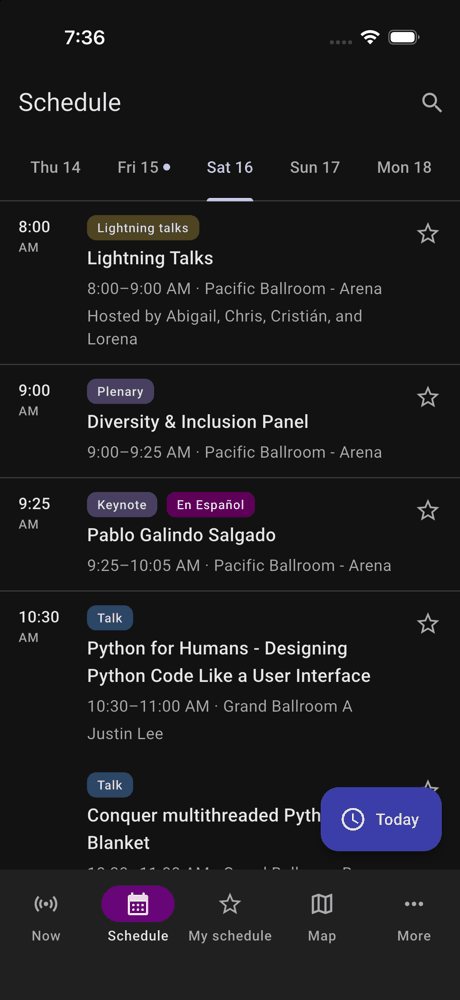 7:36
Schedule
Thu 14 Fri 15 Sat 16 Sun 17 Mon 18
8:00 AM
Lightning talks
Lightning Talks
8:00–9:00 AM · Pacific Ballroom - Arena
Hosted by Abigail, Chris, Cristián, and
Lorena
9:00 AM
Plenary
Diversity & Inclusion Panel
9:00–9:25 AM · Pacific Ballroom - Arena
9:25 AM
Keynote En Español
Pablo Galindo Salgado
9:25–10:05 AM · Pacific Ballroom - Arena
10:30 AM
Talk
Python for Humans - Designing
Python Code Like a User Interface
10:30–11:00 AM · Grand Ballroom A
Justin Lee
Talk
Conquer multithreaded
Blanket
Today
Now Schedule My schedule Map More